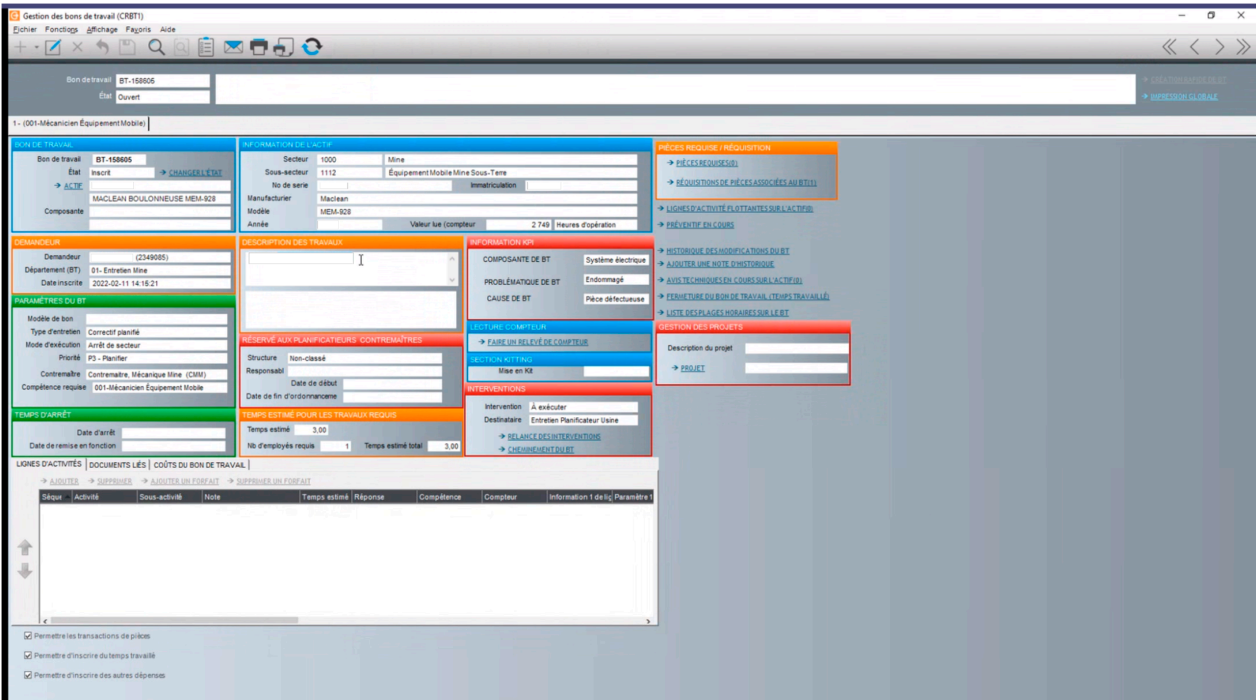 Gestion des bons de travail (CRBT1)
Fichier Fonctions Affichage Favoris Aide
Bon de travail BT-158605
État Ouvert
→ CRÉATION RAPIDE DE BT
→ IMPRESSION GLOBALE
1 - (001-Mécanicien Équipement Mobile)
BON DE TRAVAIL
Bon de travail BT-158605
État Inscrit → CHANGER L'ÉTAT
→ ACTIF
MACLEAN BOULONNEUSE MEM-928
Composante
INFORMATION DE L'ACTIF
Secteur 1000 Mine
Sous-secteur 1112 Équipement Mobile Mine Sous-Terre
No de serie Immatriculation
Manufacturier Maclean
Modèle MEM-928
Année Valeur lue (compteur 2 749 Heures d'opération
PIÈCES REQUISE / RÉQUISITION
→ PIÈCES REQUISES(0)
→ RÉQUISITIONS DE PIÈCES ASSOCIÉES AU BT(1)
→ LIGNES D'ACTIVITÉ FLOTTANTES SUR L'ACTIF(0)
→ PRÉVENTIF EN COURS
→ HISTORIQUE DES MODIFICATIONS DU BT
→ AJOUTER UNE NOTE D'HISTORIQUE
→ AVIS TECHNIQUES EN COURS SUR L'ACTIF(0)
→ FERMETURE DU BON DE TRAVAIL (TEMPS TRAVAILLÉ)
→ LISTE DES PLAGES HORAIRES SUR LE BT
DEMANDEUR
Demandeur (2349085)
Département (BT) 01- Entretien Mine
Date inscrite 2022-02-11 14:15:21
DESCRIPTION DES TRAVAUX
INFORMATION KPI
COMPOSANTE DE BT Système électrique
PROBLÉMATIQUE DE BT Endommagé
CAUSE DE BT Pièce défectueuse
PARAMÈTRES DU BT
Modèle de bon
Type d'entretien Correctif planifié
Mode d'exécution Arrêt de secteur
Priorité P3 - Planifier
Contremaître Contremaitre, Mécanique Mine (CMM)
Compétence requise 001-Mécanicien Équipement Mobile
RÉSERVÉ AUX PLANIFICATIEURS CONTREMAÎTRES
Structure Non-classé
Responsabl
Date de début
Date de fin d'ordonnanceme
LECTURE COMPTEUR
→ FAIRE UN RELEVÉ DE COMPTEUR
SECTION KITTING
Mise en Kit
GESTION DES PROJETS
Description du projet
→ PROJET
INTERVENTIONS
Intervention À exécuter
Destinataire Entretien Planificateur Usine
→ RELANCE DES INTERVENTIONS
→ CHEMINEMENT DU BT
TEMPS D'ARRÊT
Date d'arrêt
Date de remise en fonction
TEMPS ESTIMÉ POUR LES TRAVAUX REQUIS
Temps estimé 3,00
Nb d'employés requis 1 Temps estimé total 3,00
LIGNES D'ACTIVITÉS DOCUMENTS LIÉS COÛTS DU BON DE TRAVAIL
→ AJOUTER → SUPPRIMER → AJOUTER UN FORFAIT → SUPPRIMER UN FORFAIT
Séque Activité Sous-activité Note Temps estimé Réponse Compétence Compteur Information 1 de lig Paramètre 1
Permettre les transactions de pièces
Permettre d'inscrire du temps travaillé
Permettre d'inscrire des autres dépenses